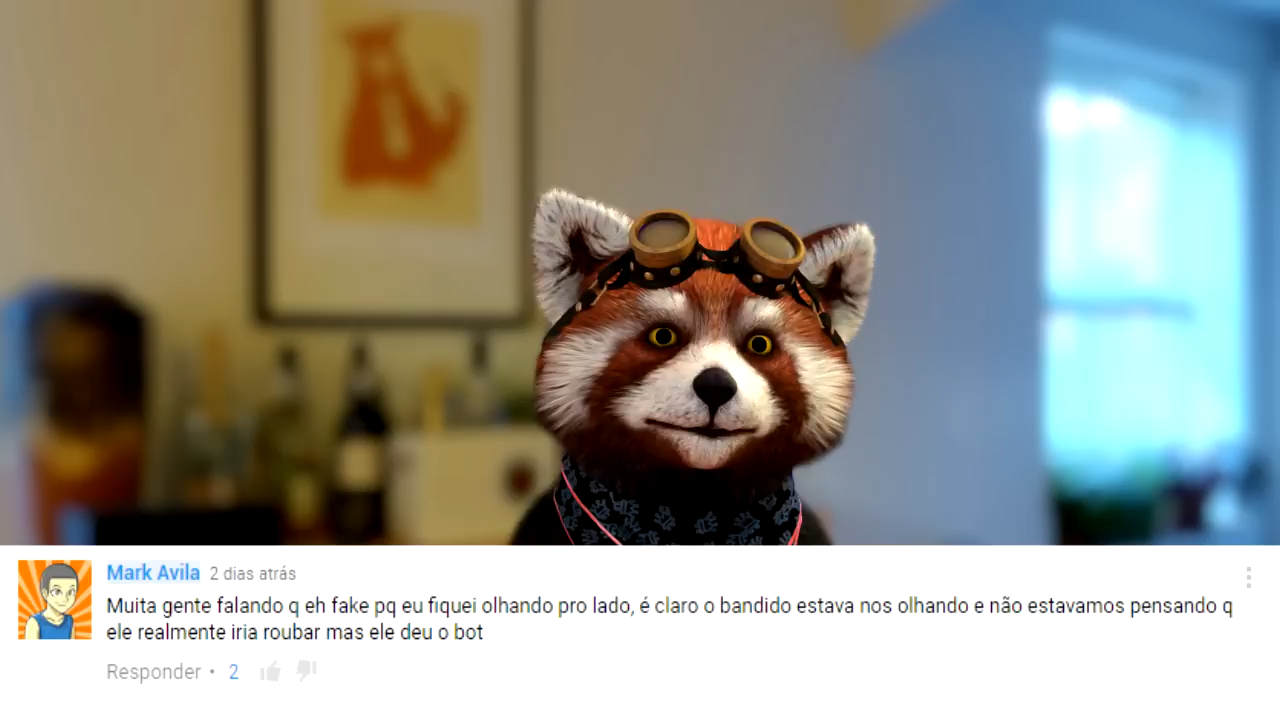 Mark Avila 2 dias atrás
Muita gente falando q eh fake pq eu fiquei olhando pro lado, é claro o bandido estava nos olhando e não estavamos pensando q
ele realmente iria roubar mas ele deu o bot
Responder • 2